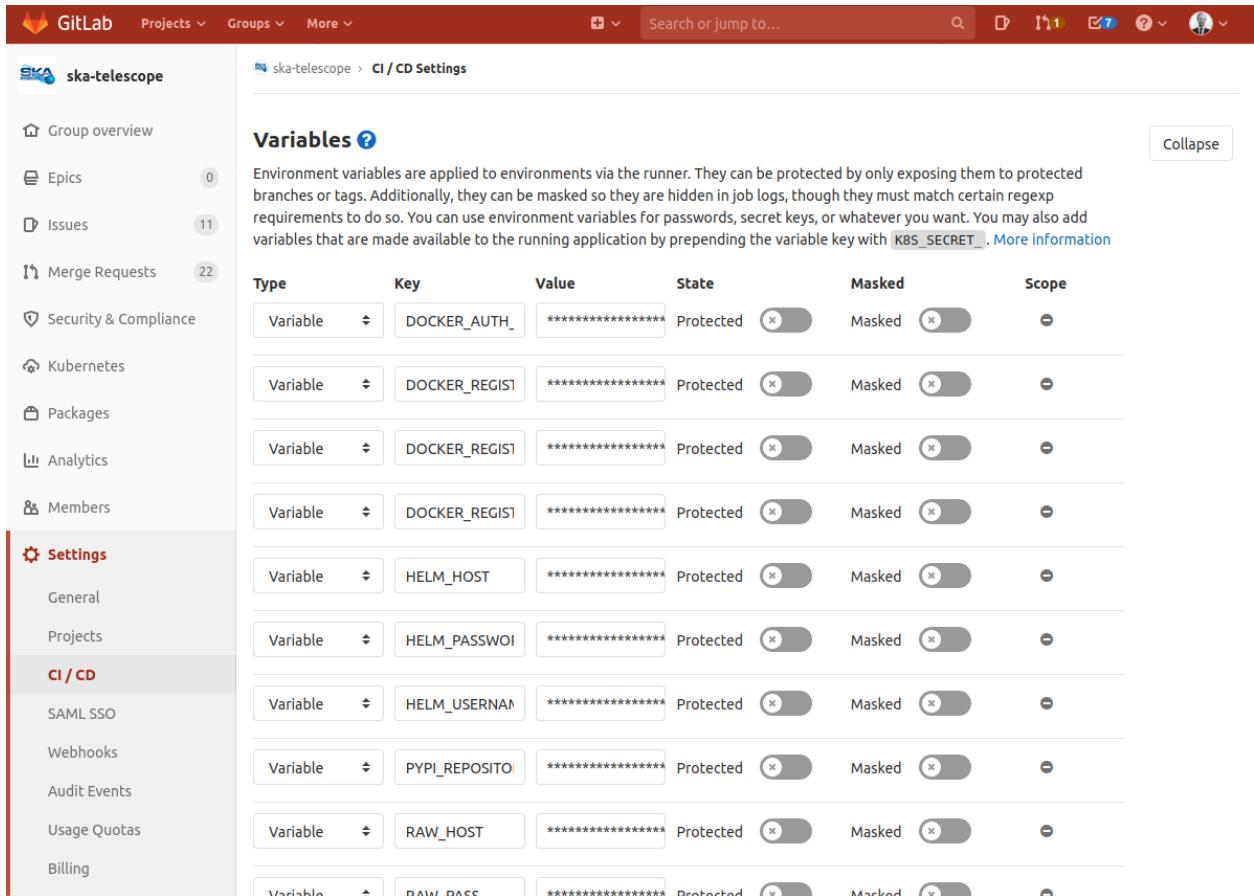 GitLab Projects Groups More Search or jump to... 1 7
SKA ska-telescope
Group overview
Epics 0
Issues 11
Merge Requests 22
Security & Compliance
Kubernetes
Packages
Analytics
Members
Settings
General
Projects
CI / CD
SAML SSO
Webhooks
Audit Events
Usage Quotas
Billing
ska-telescope > CI / CD Settings
Variables ?
Collapse
Environment variables are applied to environments via the runner. They can be protected by only exposing them to protected
branches or tags. Additionally, they can be masked so they are hidden in job logs, though they must match certain regexp
requirements to do so. You can use environment variables for passwords, secret keys, or whatever you want. You may also add
variables that are made available to the running application by prepending the variable key with K8S_SECRET_. More information
Type Key Value State Masked Scope
Variable DOCKER_AUTH_ ***************** Protected Masked
Variable DOCKER_REGIST ***************** Protected Masked
Variable DOCKER_REGIST ***************** Protected Masked
Variable DOCKER_REGIST ***************** Protected Masked
Variable HELM_HOST ***************** Protected Masked
Variable HELM_PASSWOR ***************** Protected Masked
Variable HELM_USERNAM ***************** Protected Masked
Variable PYPI_REPOSITO ***************** Protected Masked
Variable RAW_HOST ***************** Protected Masked
Variable RAW_PASS ***************** Protected Masked